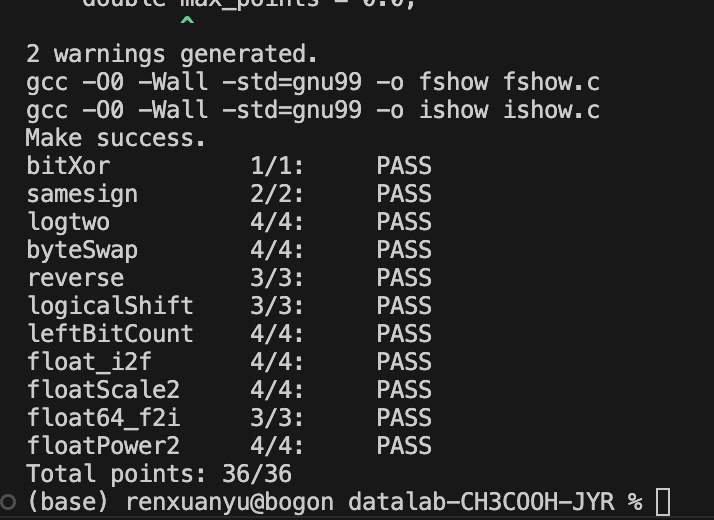 double max_points = 0.0;
^
2 warnings generated.
gcc -O0 -Wall -std=gnu99 -o fshow fshow.c
gcc -O0 -Wall -std=gnu99 -o ishow ishow.c
Make success.
bitXor 1/1: PASS
samesign 2/2: PASS
logtwo 4/4: PASS
byteSwap 4/4: PASS
reverse 3/3: PASS
logicalShift 3/3: PASS
leftBitCount 4/4: PASS
float_i2f 4/4: PASS
floatScale2 4/4: PASS
float64_f2i 3/3: PASS
floatPower2 4/4: PASS
Total points: 36/36
(base) renxuanyu@bogon datalab-CH3COOH-JYR %